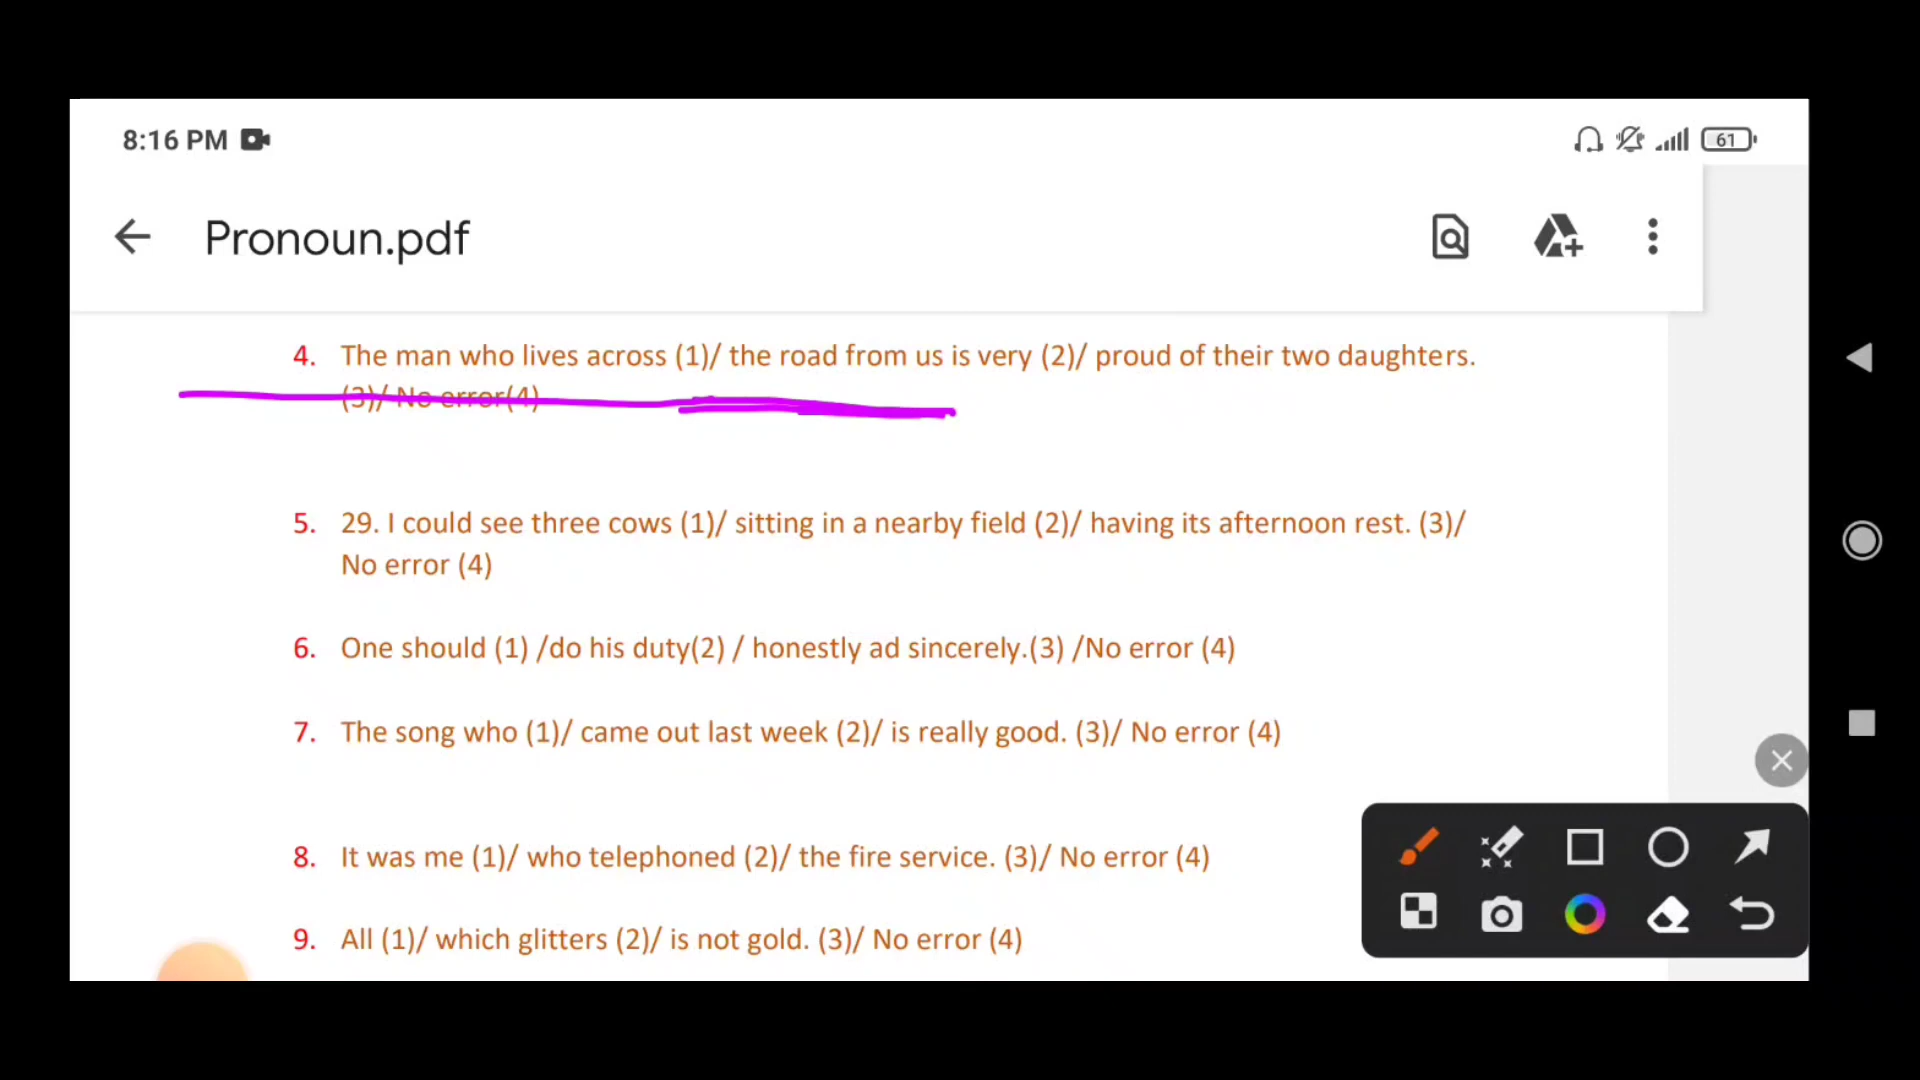 8:16 PM
61
Pronoun.pdf
4. The man who lives across (1)/ the road from us is very (2)/ proud of their two daughters.
(3)/ No error(4)
5. 29. I could see three cows (1)/ sitting in a nearby field (2)/ having its afternoon rest. (3)/
No error (4)
6. One should (1) /do his duty(2) / honestly ad sincerely.(3) /No error (4)
7. The song who (1)/ came out last week (2)/ is really good. (3)/ No error (4)
8. It was me (1)/ who telephoned (2)/ the fire service. (3)/ No error (4)
9. All (1)/ which glitters (2)/ is not gold. (3)/ No error (4)